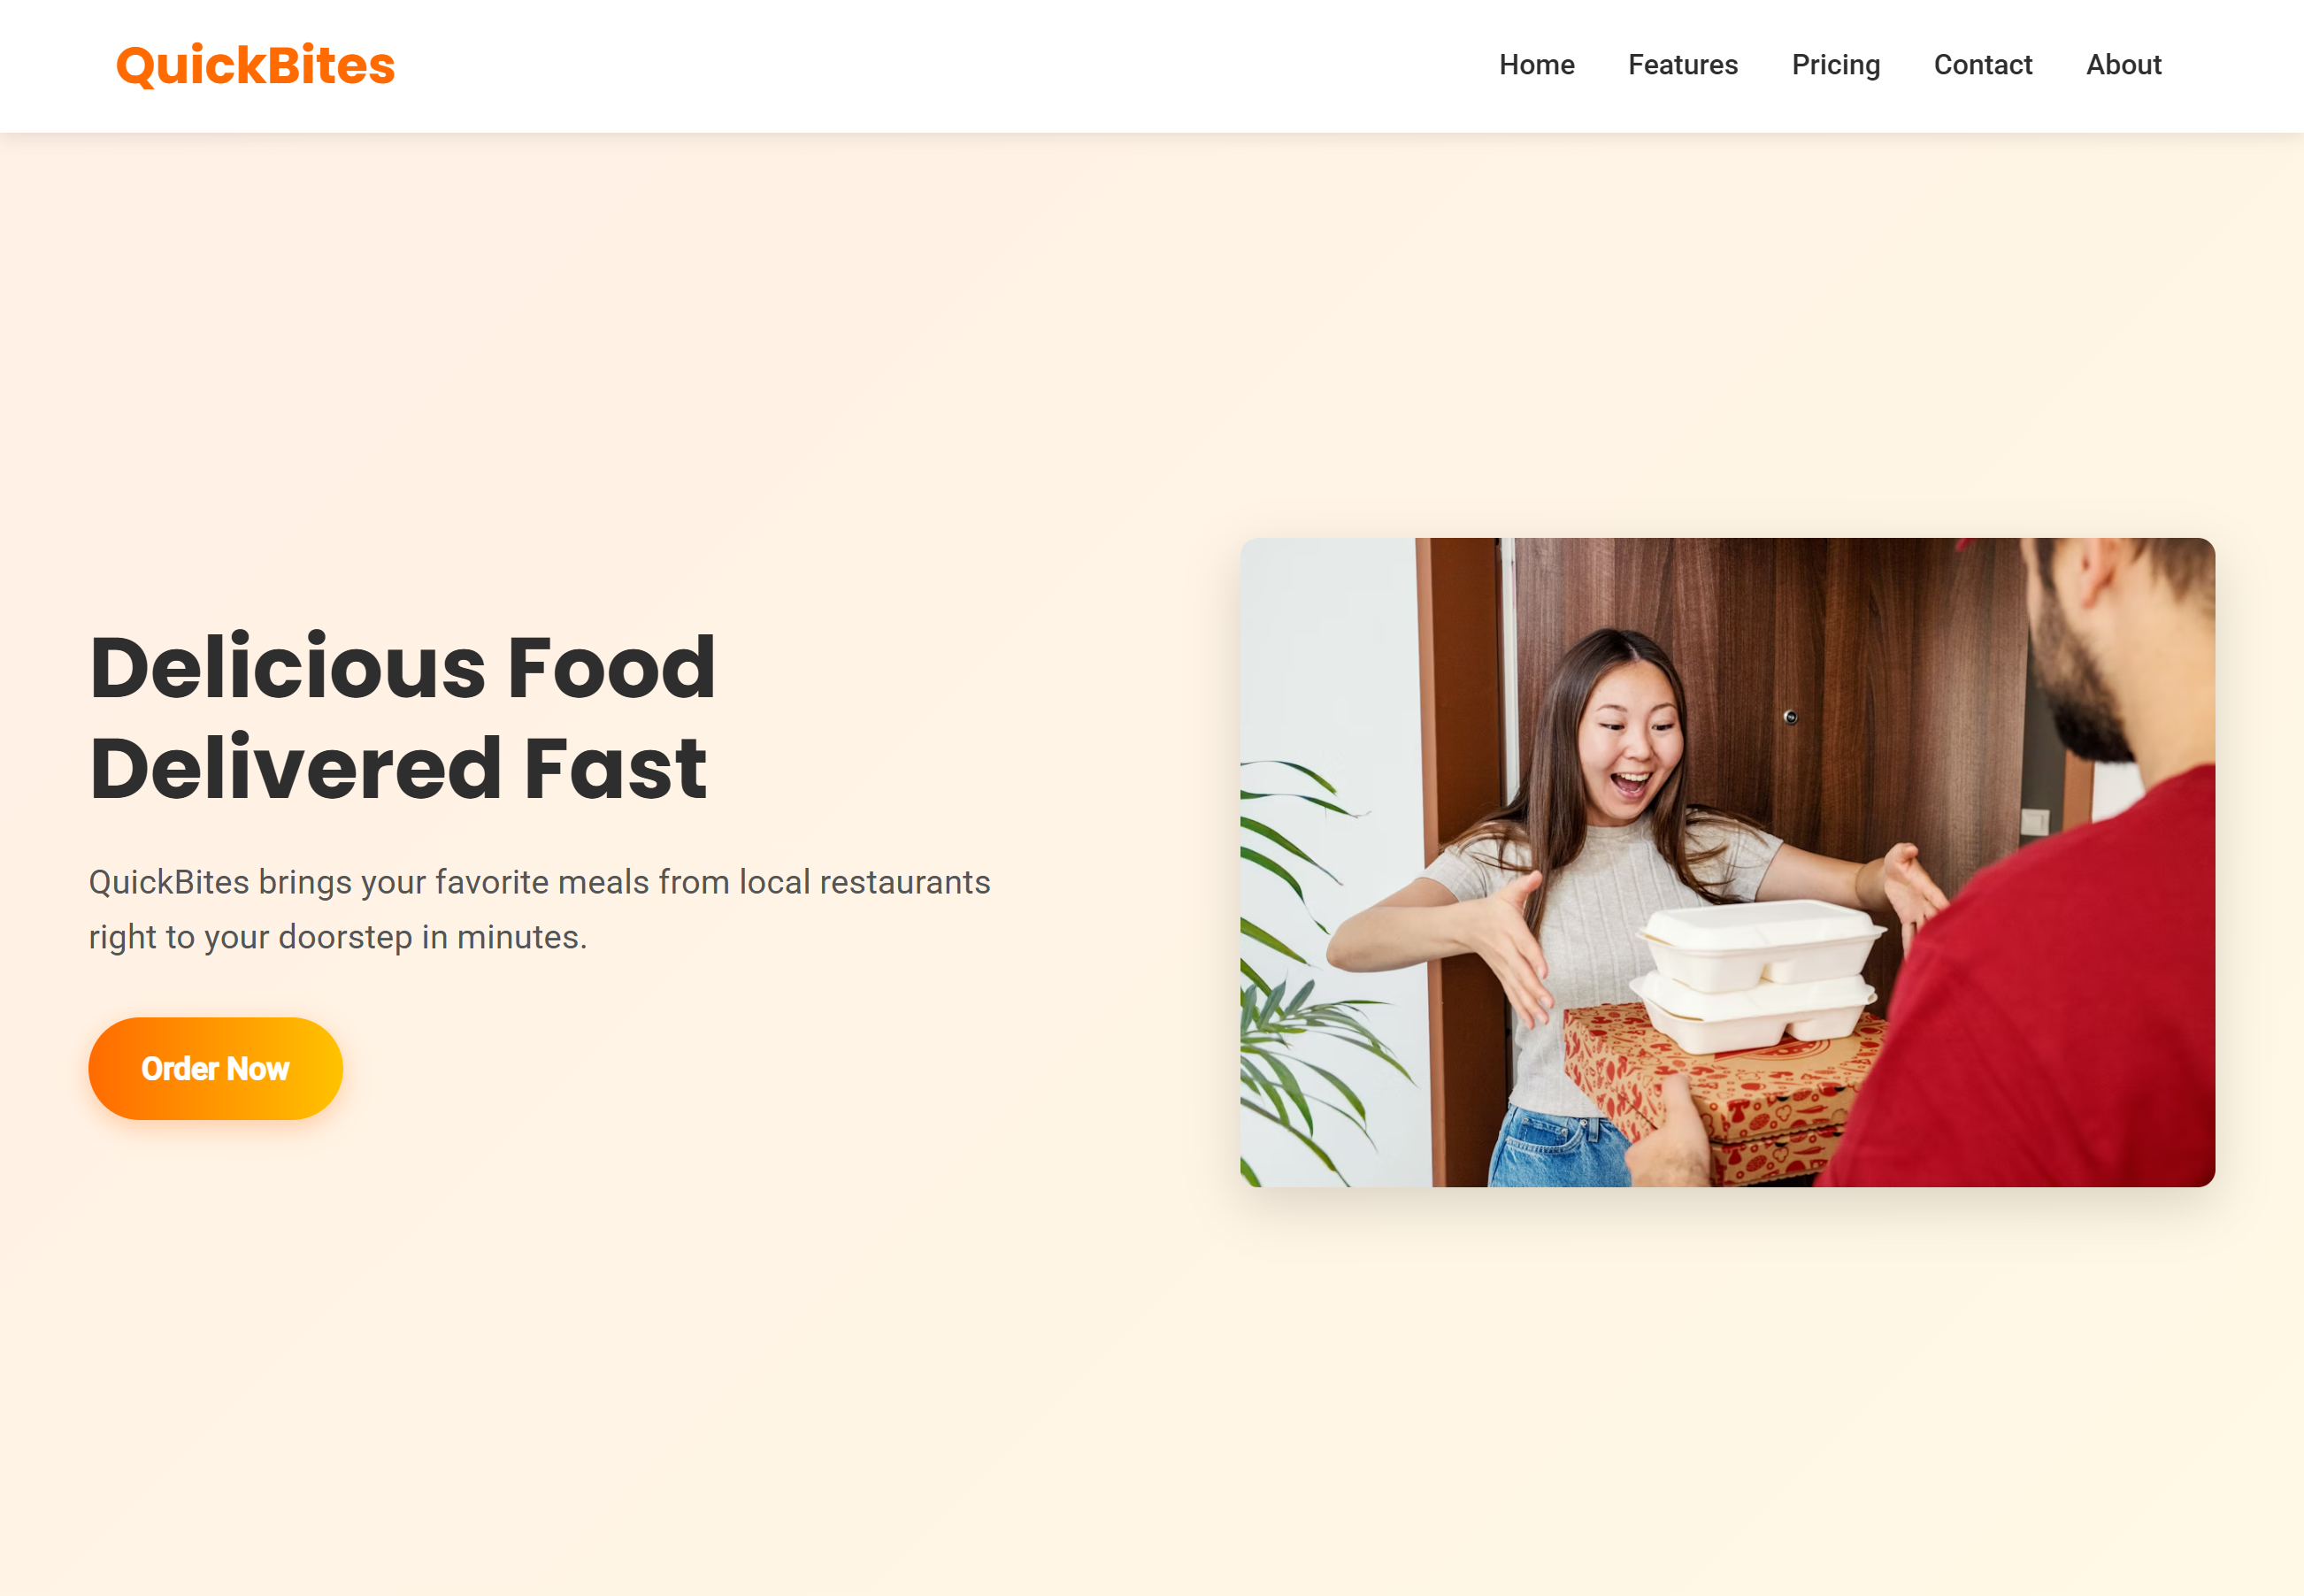 QuickBites
Home Features Pricing Contact About
Delicious Food
Delivered Fast
QuickBites brings your favorite meals from local restaurants
right to your doorstep in minutes.
Order Now